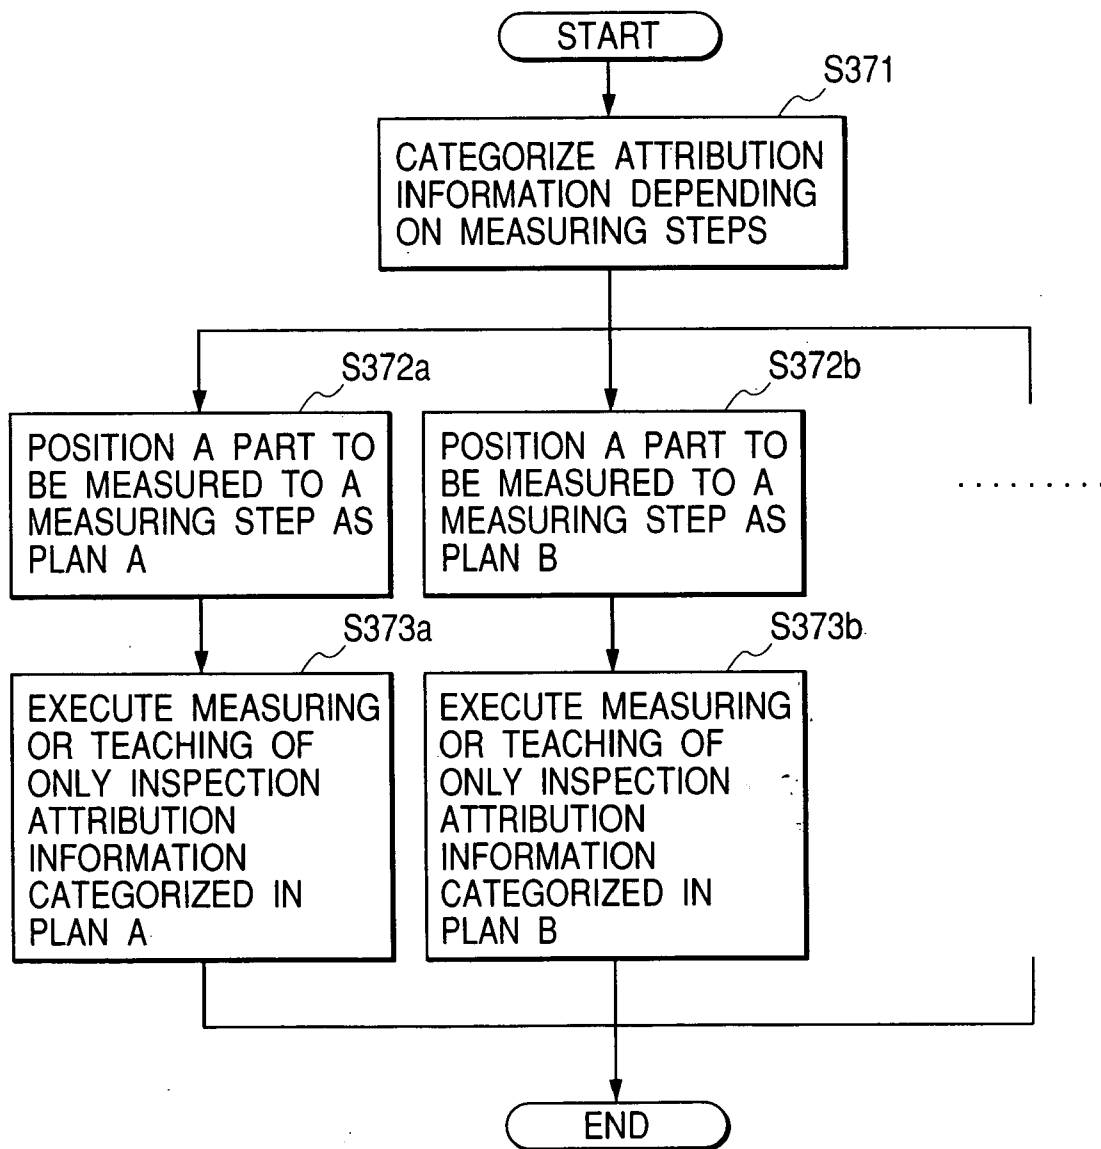 START
S371
CATEGORIZE ATTRIBUTION
INFORMATION DEPENDING
ON MEASURING STEPS
S372a
POSITION A PART TO
BE MEASURED TO A
MEASURING STEP AS
PLAN A
S372b
POSITION A PART TO
BE MEASURED TO A
MEASURING STEP AS
PLAN B
. . . . . . . . .
S373a
EXECUTE MEASURING
OR TEACHING OF
ONLY INSPECTION
ATTRIBUTION
INFORMATION
CATEGORIZED IN
PLAN A
S373b
EXECUTE MEASURING
OR TEACHING OF
ONLY INSPECTION
ATTRIBUTION
INFORMATION
CATEGORIZED IN
PLAN B
END